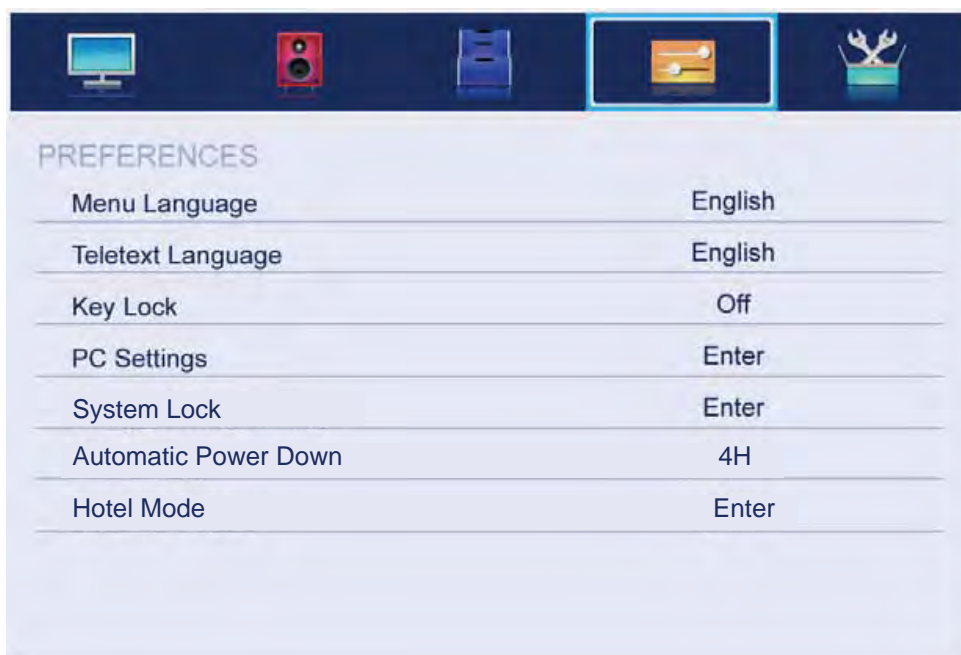 PREFERENCES
Menu Language English
Teletext Language English
Key Lock Off
PC Settings Enter
System Lock Enter
Automatic Power Down 4H
Hotel Mode Enter